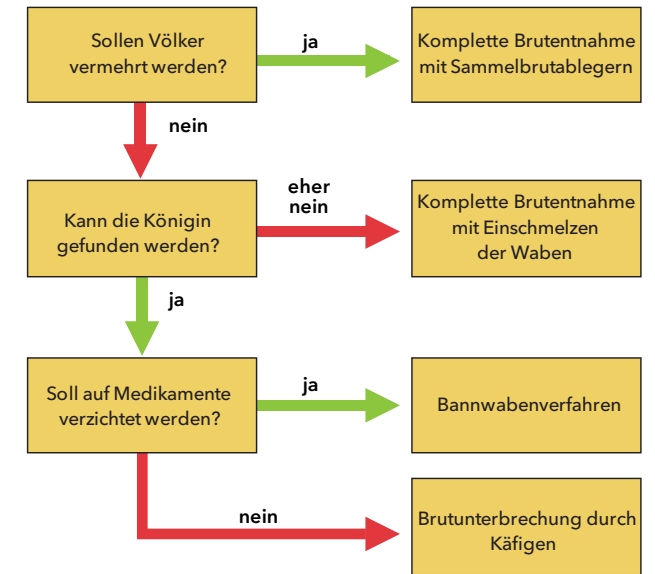 Sollen Völker
vermehrt werden?
ja
Komplette Brutentnahme
mit Sammelbrutablegern
nein
Kann die Königin
gefunden werden?
eher
nein
Komplette Brutentnahme
mit Einschmelzen
der Waben
ja
Soll auf Medikamente
verzichtet werden?
ja
Bannwabenverfahren
nein
Brutunterbrechung durch
Käfigen